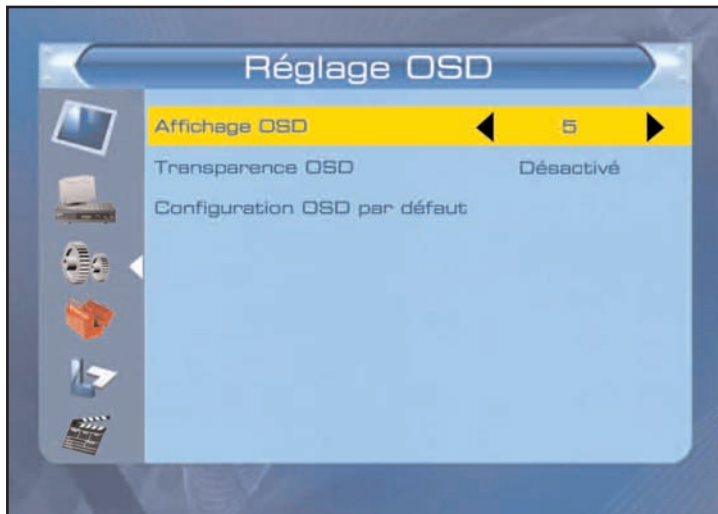 Réglage OSD
Affichage OSD 5
Transparence OSD Désactivé
Configuration OSD par défaut